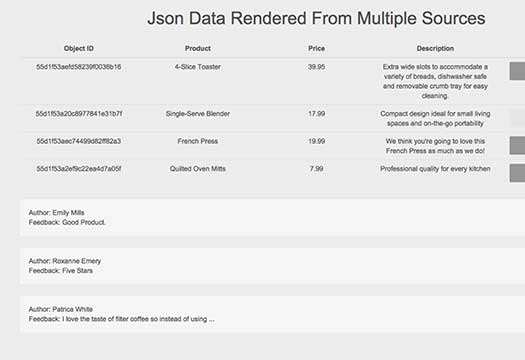 Json Data Rendered From Multiple Sources
Object ID Product Price Description
55d1f53aefd58239f0036b16 4-Slice Toaster 39.95 Extra wide slots to accommodate a
variety of breads, dishwasher safe
and removable crumb tray for easy
cleaning.
55d1f53a20c8977841e31b7f Single-Serve Blender 17.99 Compact design ideal for small living
spaces and on-the-go portability
55d1f53aec74499d82ff82a3 French Press 19.99 We think you're going to love this
French Press as much as we do!
55d1f53a2ef9c22ea4d7a05f Quilted Oven Mitts 7.99 Professional quality for every kitchen
Author: Emily Mills
Feedback: Good Product.
Author: Roxanne Emery
Feedback: Five Stars
Author: Patrica White
Feedback: I love the taste of filter coffee so instead of using ...